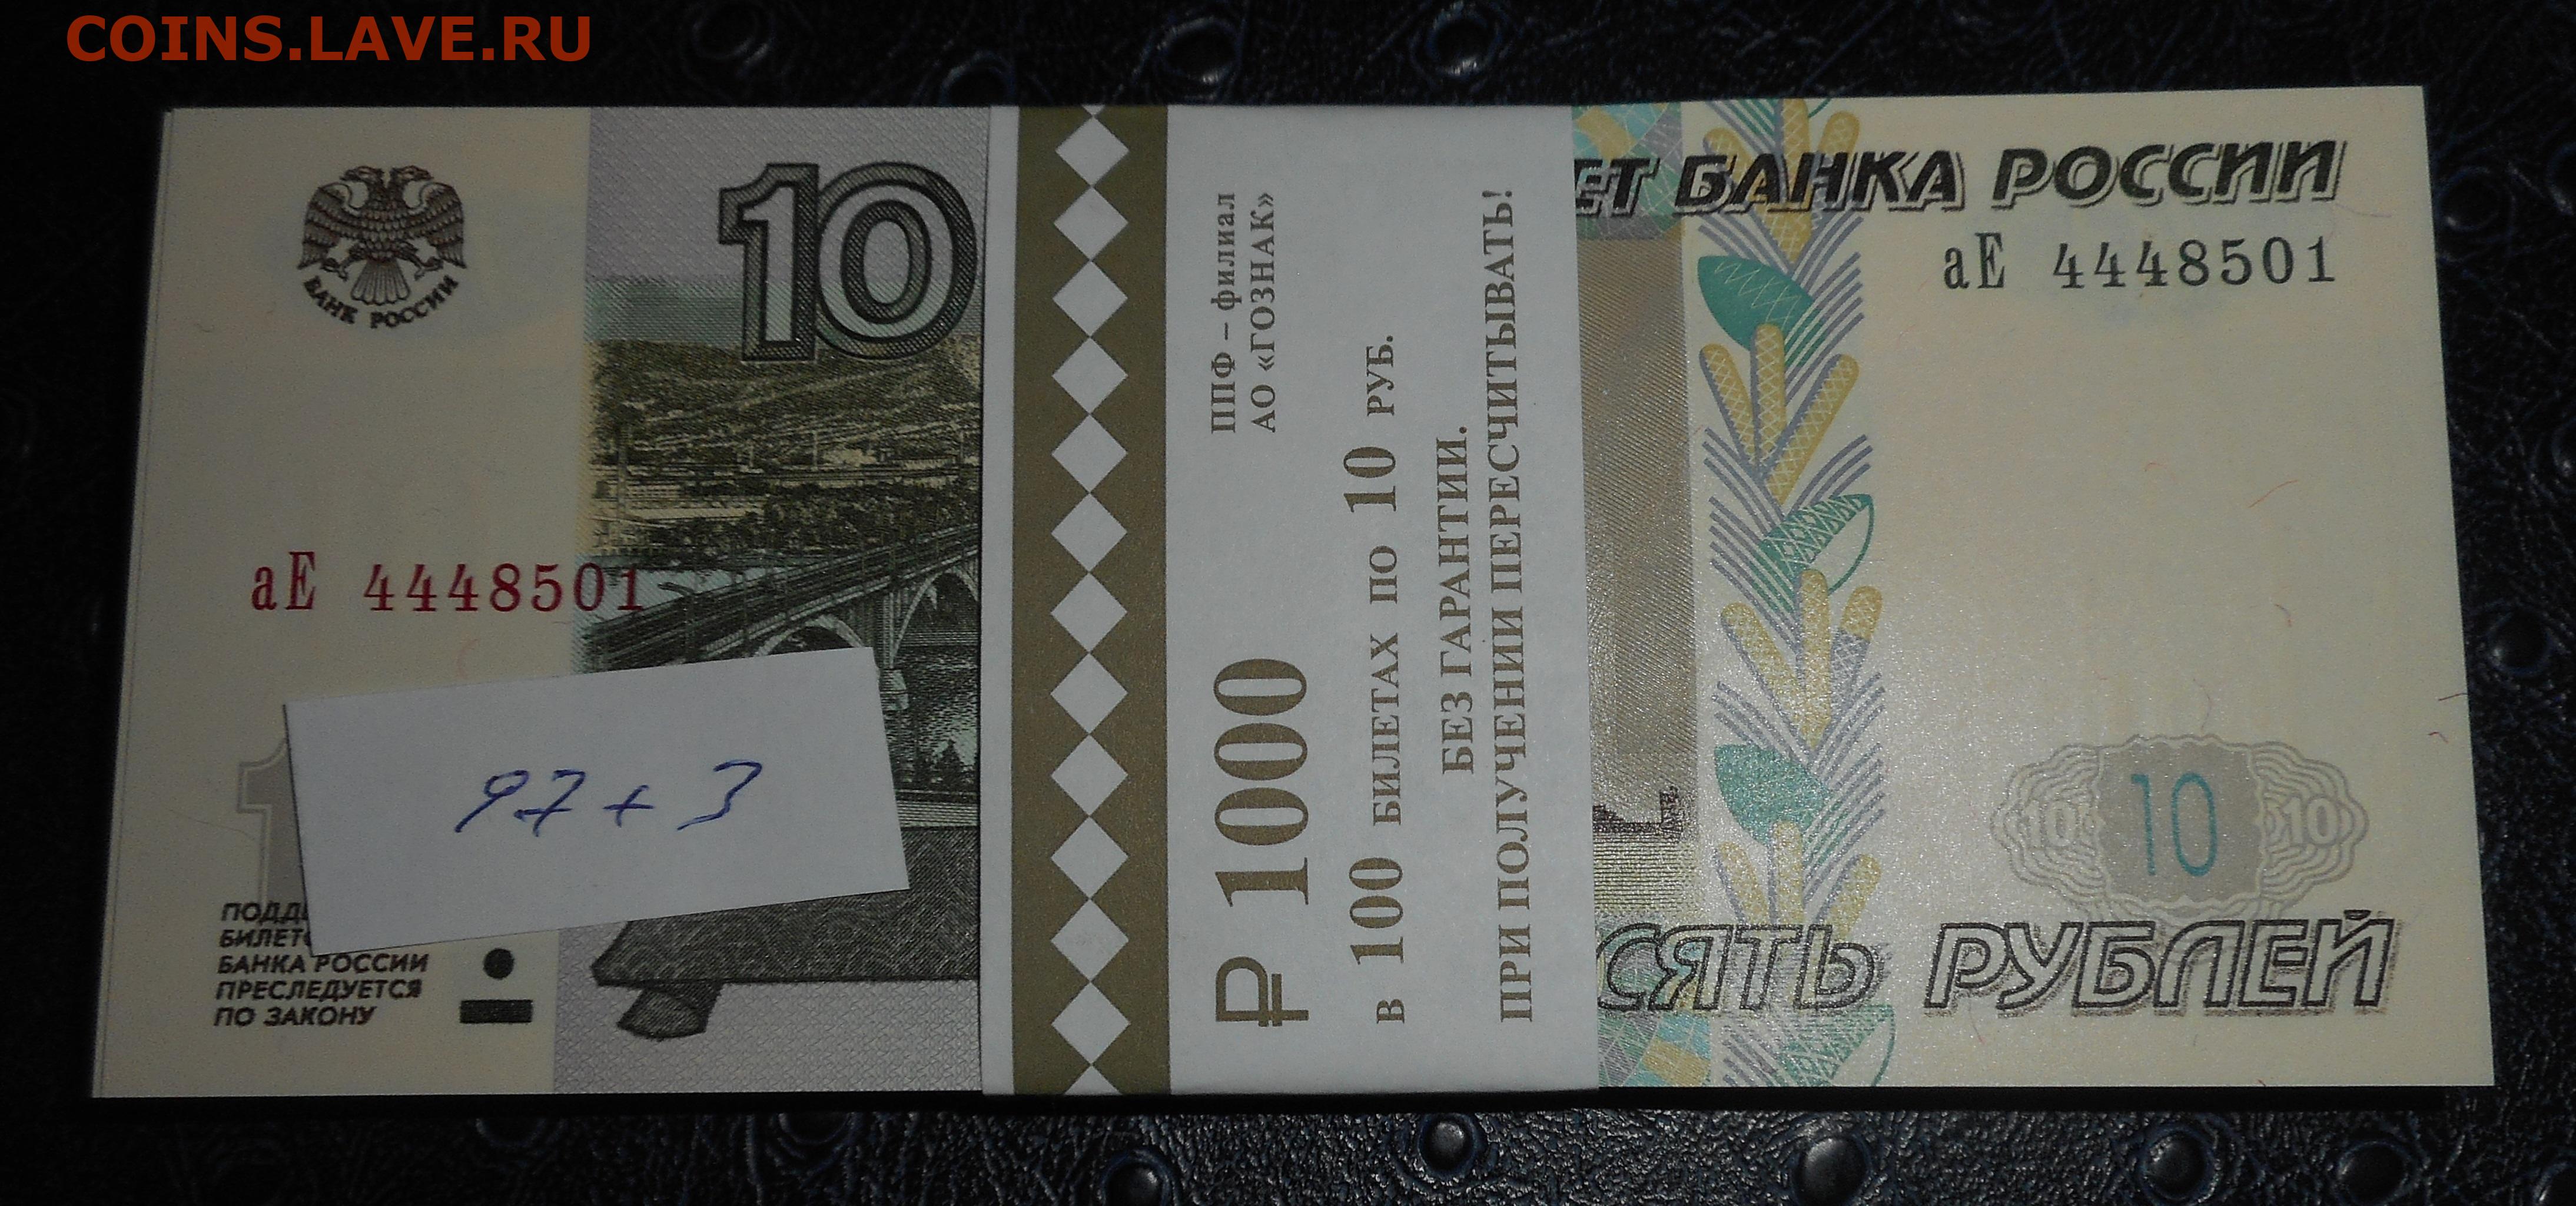 COINS.LAVE.RU
БАНК РОССИИ
10
аЕ 4448501
97 + 3
БАНКА РОССИИ
ПРЕСЛЕДУЕТСЯ
ПО ЗАКОНУ
ППФ – филиал
АО «ГОЗНАК»
₽ 1000
В 100 БИЛЕТАХ ПО 10 РУБ.
БЕЗ ГАРАНТИИ.
ПРИ ПОЛУЧЕНИИ ПЕРЕСЧИТЫВАТЬ!
ЕТ БАНКА РОССИИ
аЕ 4448501
10 10 10
СЯТЬ РУБЛЕЙ